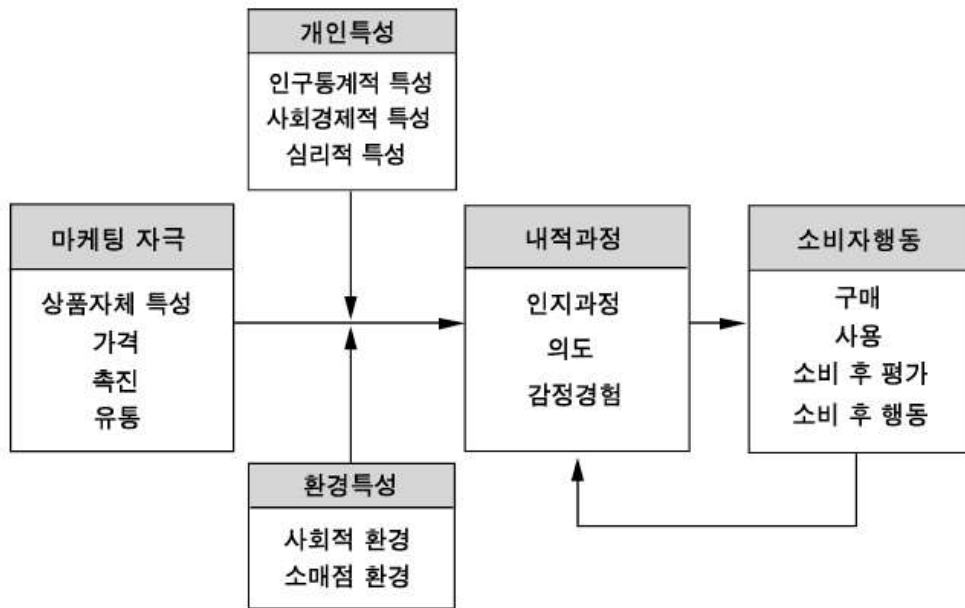 개인특성
인구통계적 특성
사회경제적 특성
심리적 특성
마케팅 자극
상품자체 특성
가격
촉진
유통
내적과정
인지과정
의도
감정경험
소비자행동
구매
사용
소비 후 평가
소비 후 행동
환경특성
사회적 환경
소매점 환경